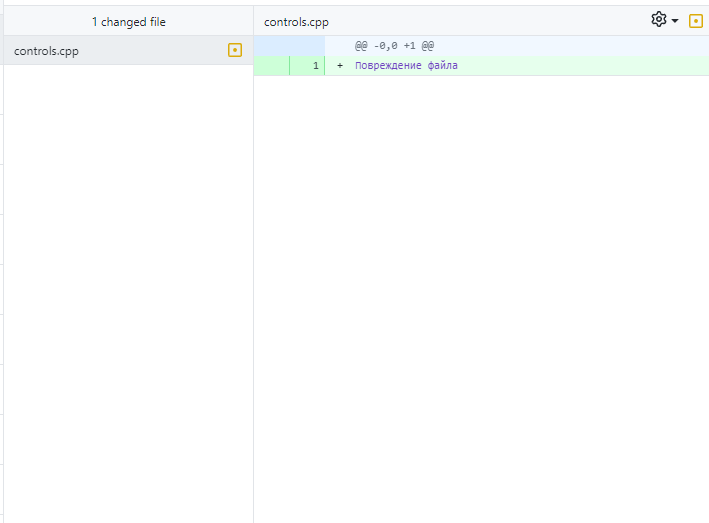 1 changed file
controls.cpp
controls.cpp
@@ -0,0 +1 @@
1 + Повреждение файла